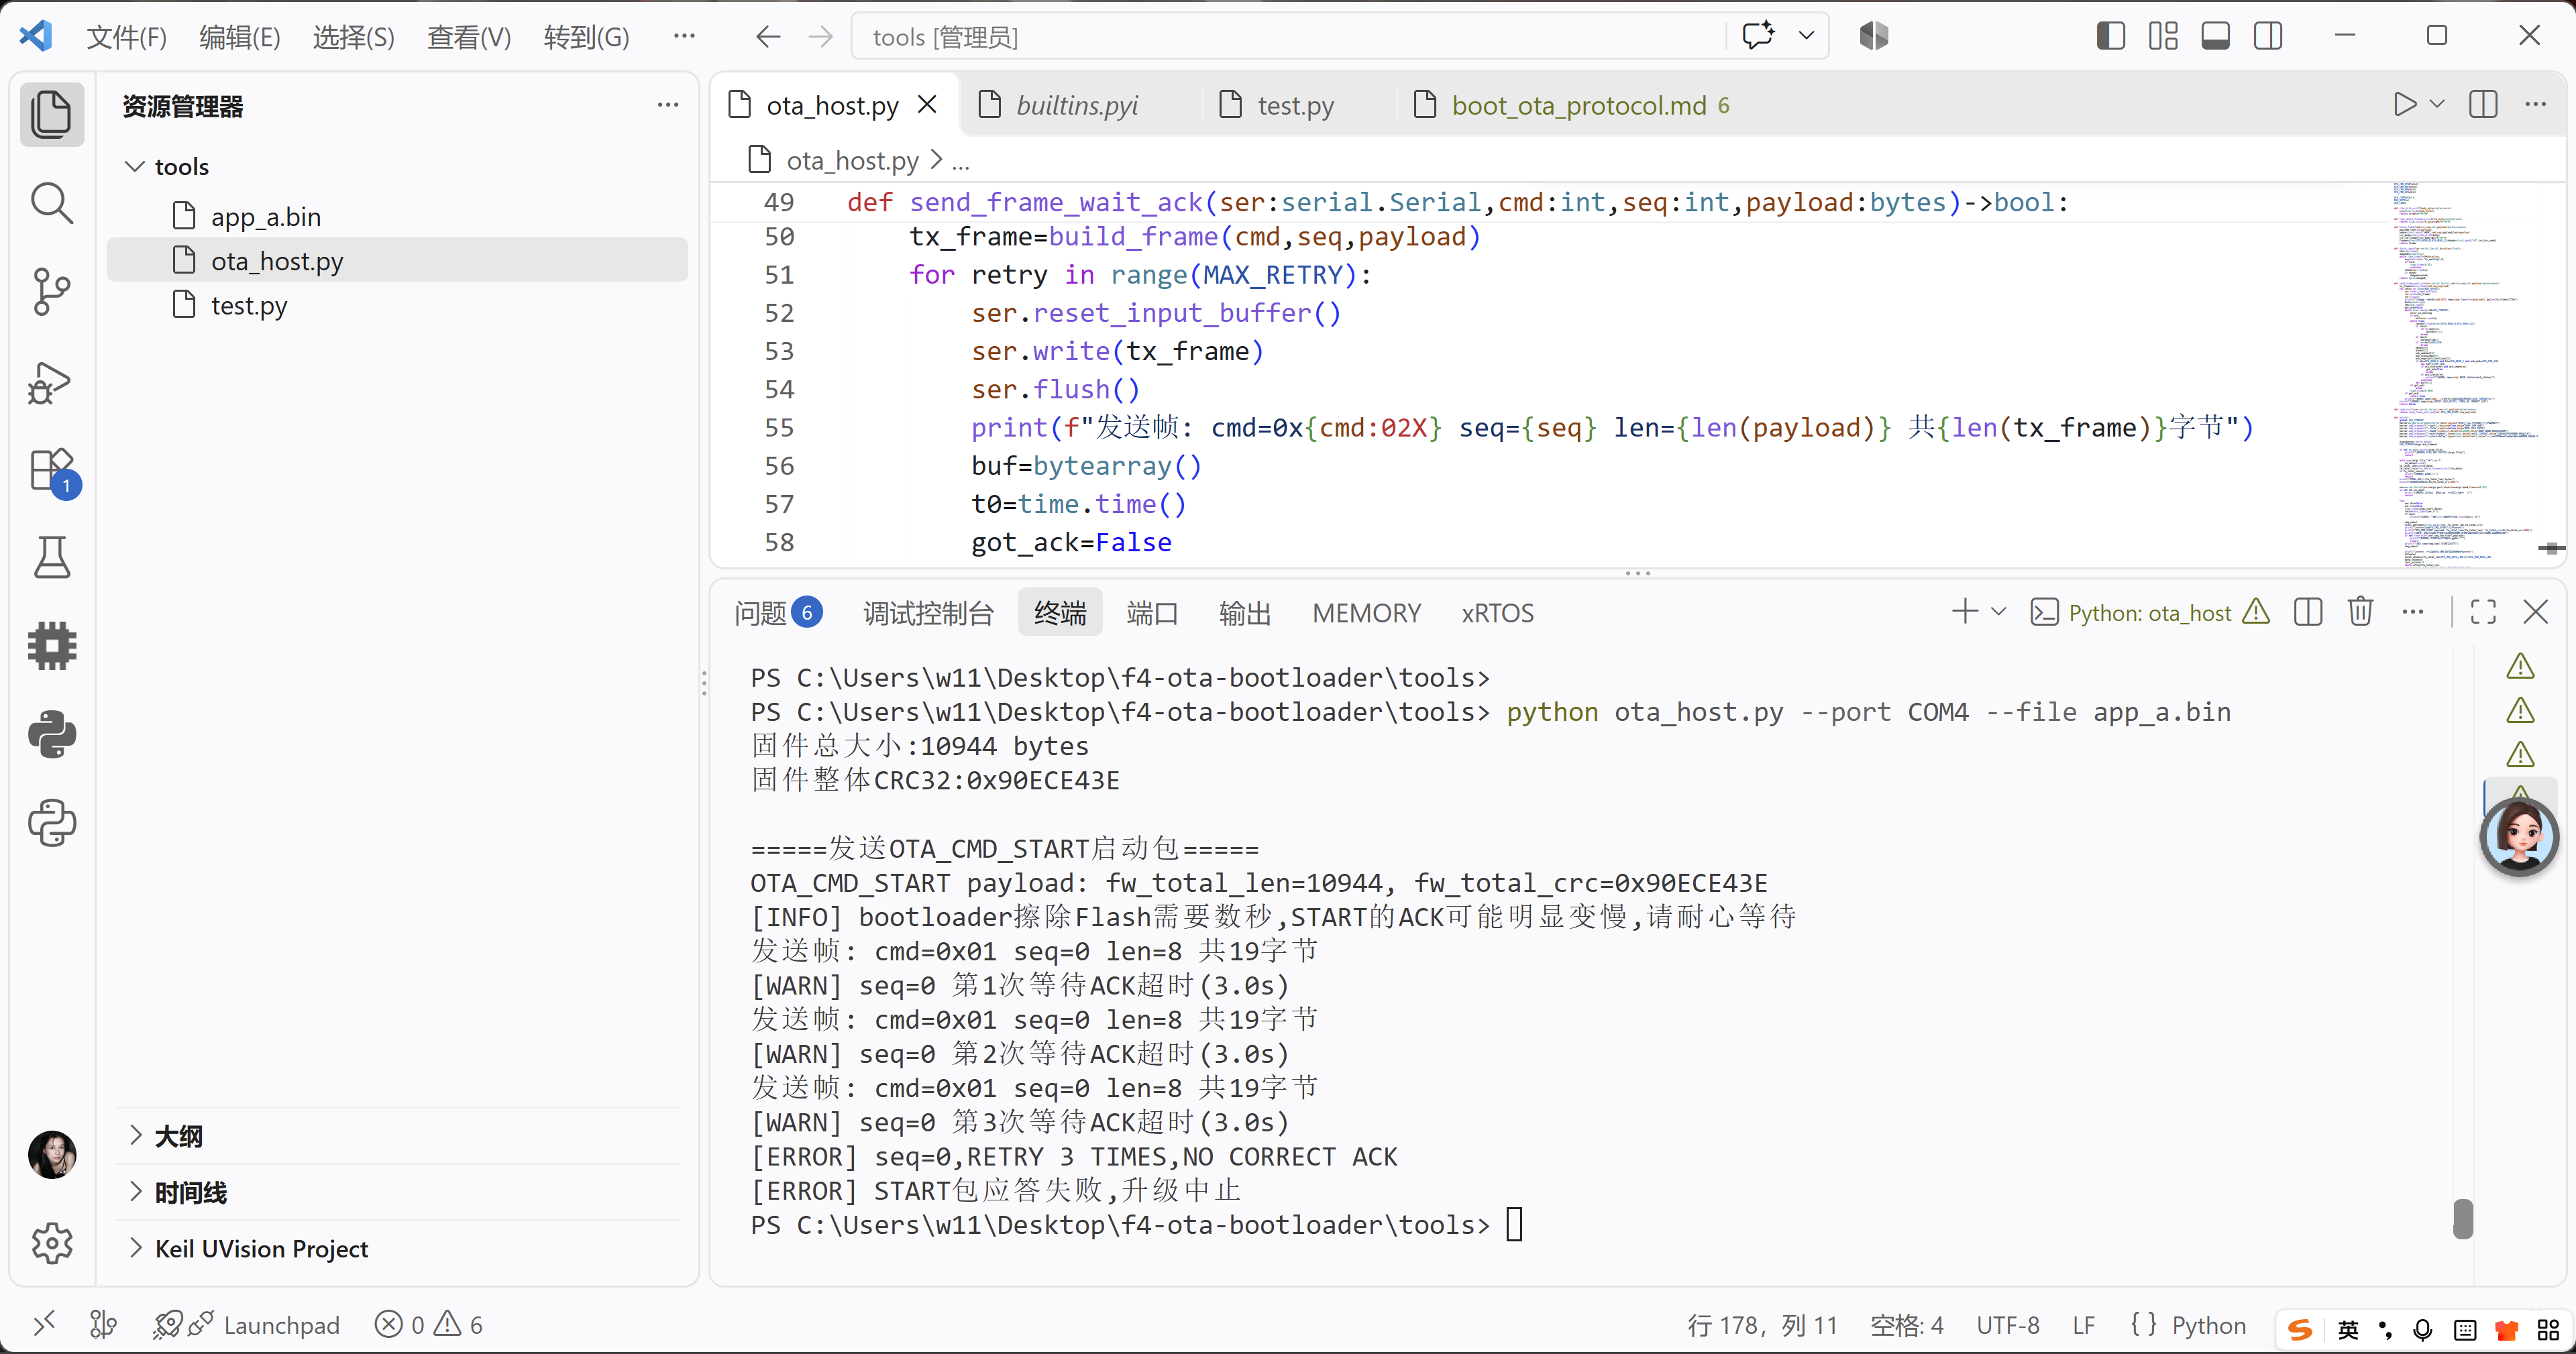 文件(F) 编辑(E) 选择(S) 查看(V) 转到(G) ··· tools [管理员]
资源管理器
tools
app_a.bin
ota_host.py
test.py
大纲
时间线
Keil UVision Project
1
ota_host.py builtins.pyi test.py boot_ota_protocol.md 6
ota_host.py > ...
49 def send_frame_wait_ack(ser:serial.Serial,cmd:int,seq:int,payload:bytes)->bool:
50 tx_frame=build_frame(cmd,seq,payload)
51 for retry in range(MAX_RETRY):
52 ser.reset_input_buffer()
53 ser.write(tx_frame)
54 ser.flush()
55 print(f"发送帧: cmd=0x{cmd:02X} seq={seq} len={len(payload)} 共{len(tx_frame)}字节")
56 buf=bytearray()
57 t0=time.time()
58 got_ack=False
问题 6 调试控制台 终端 端口 输出 MEMORY xRTOS Python: ota_host
PS C:\Users\w11\Desktop\f4-ota-bootloader\tools>
PS C:\Users\w11\Desktop\f4-ota-bootloader\tools> python ota_host.py --port COM4 --file app_a.bin
固件总大小:10944 bytes
固件整体CRC32:0x90ECE43E
=====发送OTA_CMD_START启动包=====
OTA_CMD_START payload: fw_total_len=10944, fw_total_crc=0x90ECE43E
[INFO] bootloader擦除Flash需要数秒,START的ACK可能明显变慢,请耐心等待
发送帧: cmd=0x01 seq=0 len=8 共19字节
[WARN] seq=0 第1次等待ACK超时(3.0s)
发送帧: cmd=0x01 seq=0 len=8 共19字节
[WARN] seq=0 第2次等待ACK超时(3.0s)
发送帧: cmd=0x01 seq=0 len=8 共19字节
[WARN] seq=0 第3次等待ACK超时(3.0s)
[ERROR] seq=0,RETRY 3 TIMES,NO CORRECT ACK
[ERROR] START包应答失败,升级中止
PS C:\Users\w11\Desktop\f4-ota-bootloader\tools>
Launchpad 0 6 行 178, 列 11 空格: 4 UTF-8 LF { } Python 英